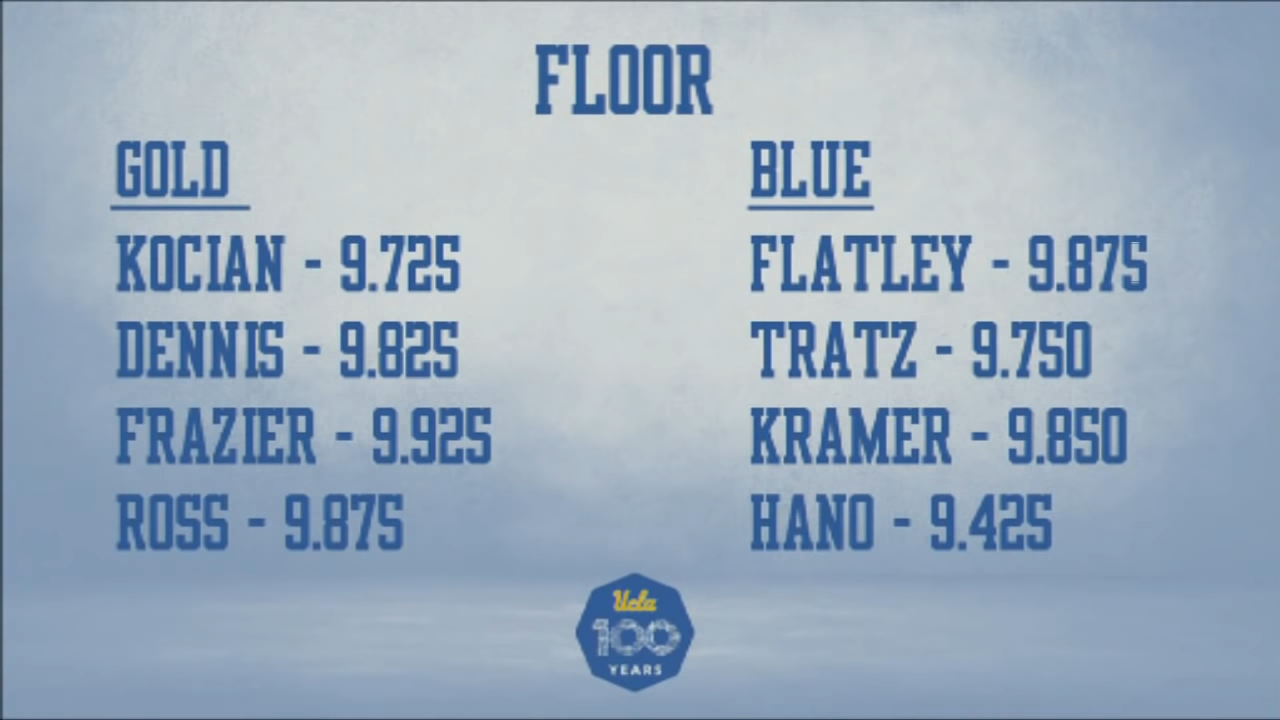 FLOOR
GOLD
KOCIAN - 9.725
DENNIS - 9.825
FRAZIER - 9.925
ROSS - 9.875
BLUE
FLATLEY - 9.875
TRATZ - 9.750
KRAMER - 9.850
HANO - 9.425
Ucla
100
YEARS